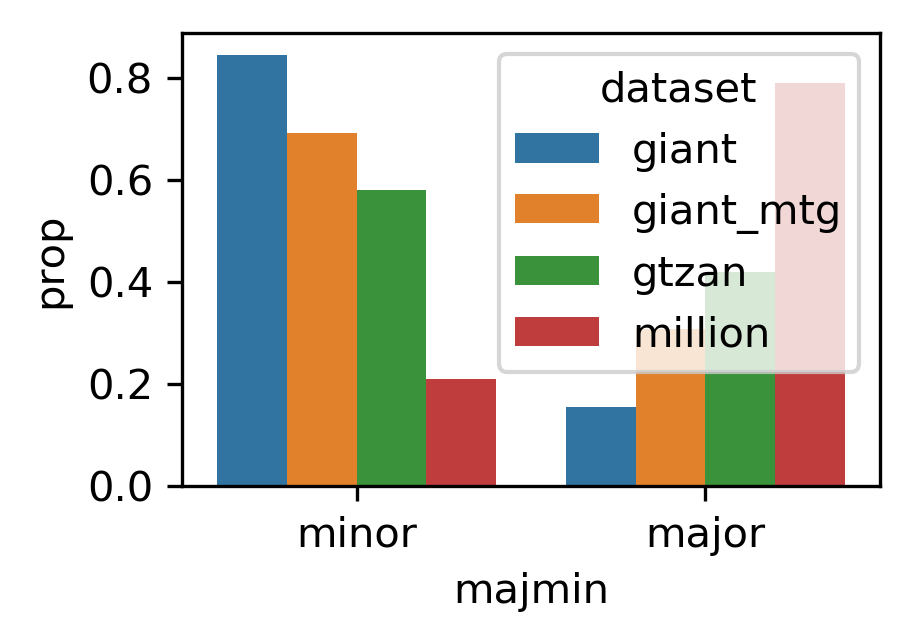 dataset
giant
giant_mtg
gtzan
million
prop
0.8
0.6
0.4
0.2
0.0
minor
major
majmin